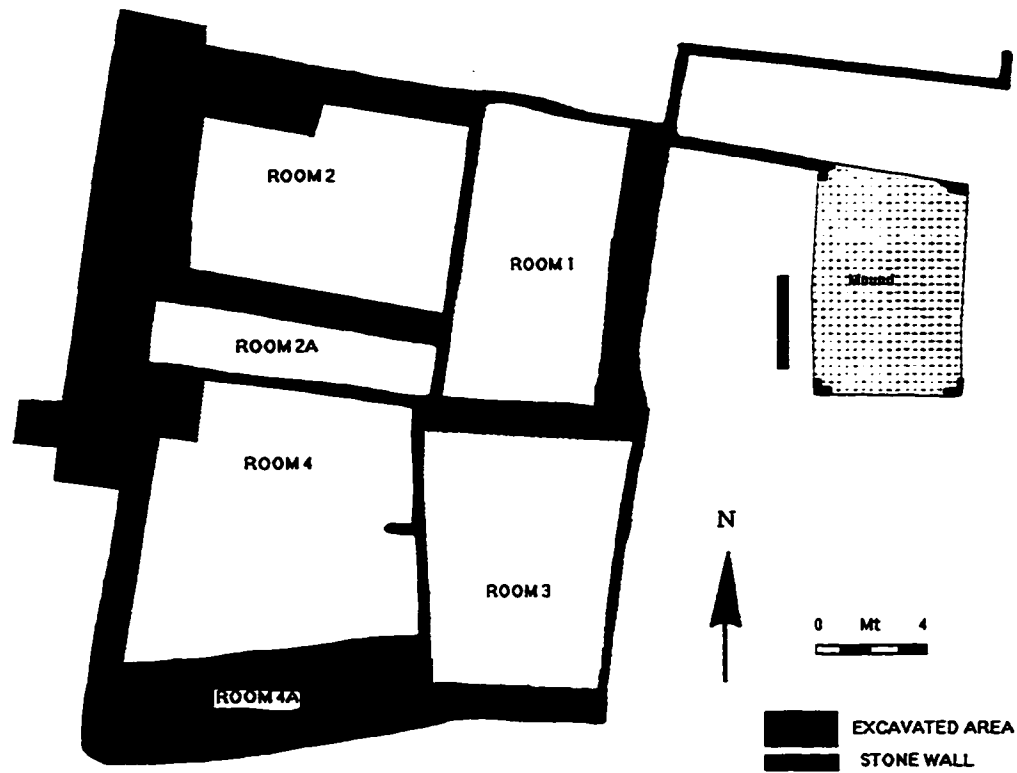 ROOM 2
ROOM 1
Mound
ROOM 2A
ROOM 4
N
ROOM 3
0 Mt 4
ROOM 4A
EXCAVATED AREA
STONE WALL